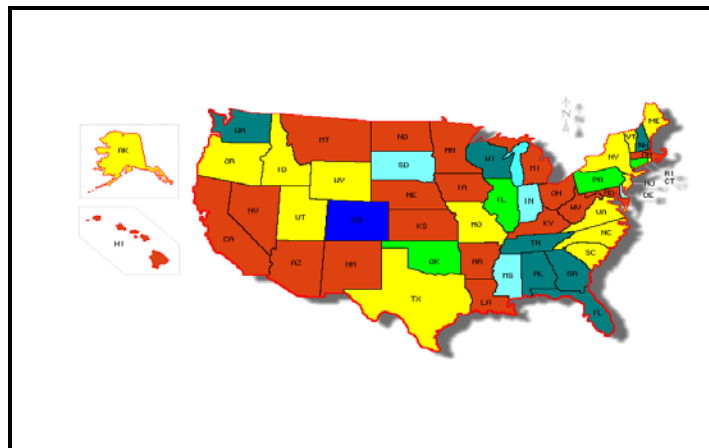 ME
VT
WA
NH
MT
ND
AK
MN
OR
NY
ID
WI
SD
MI
WY
RI
PA
CT
IA
NJ
NE
OH
DE
IL
IN
MD
NV
WV
UT
CO
VA
HI
KS
MO
KY
CA
NC
TN
OK
SC
AZ
NM
AR
MS
AL
GA
TX
LA
FL